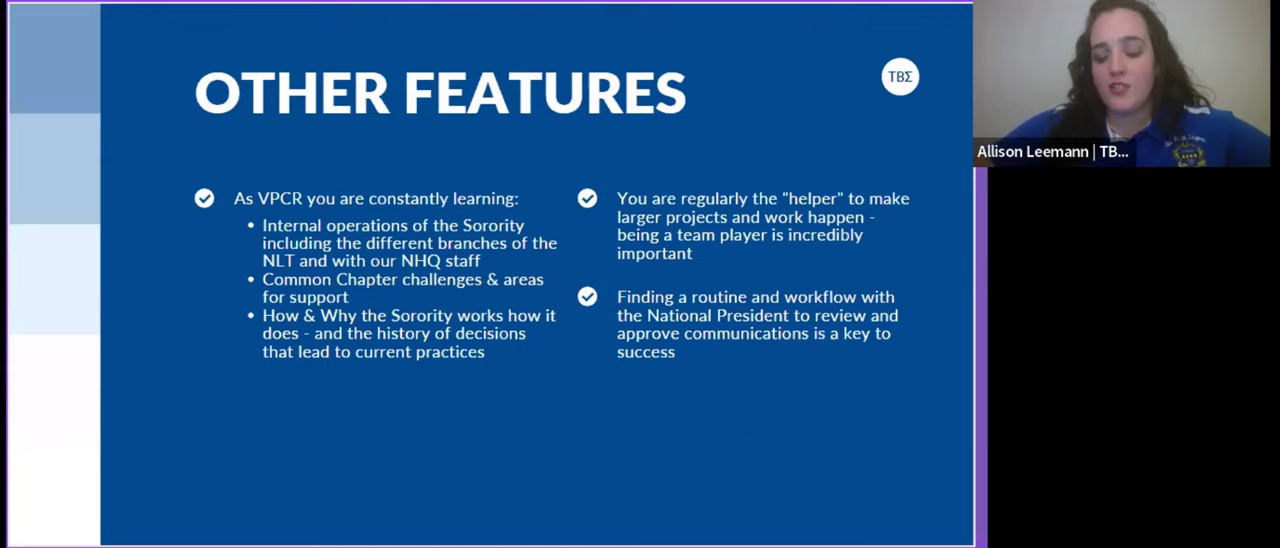 OTHER FEATURES
TBΣ
As VPCR you are constantly learning:
• Internal operations of the Sorority
including the different branches of the
NLT and with our NHQ staff
• Common Chapter challenges & areas
for support
• How & Why the Sorority works how it
does - and the history of decisions
that lead to current practices
You are regularly the "helper" to make
larger projects and work happen -
being a team player is incredibly
important
Finding a routine and workflow with
the National President to review and
approve communications is a key to
success
Allison Leemann | TB...